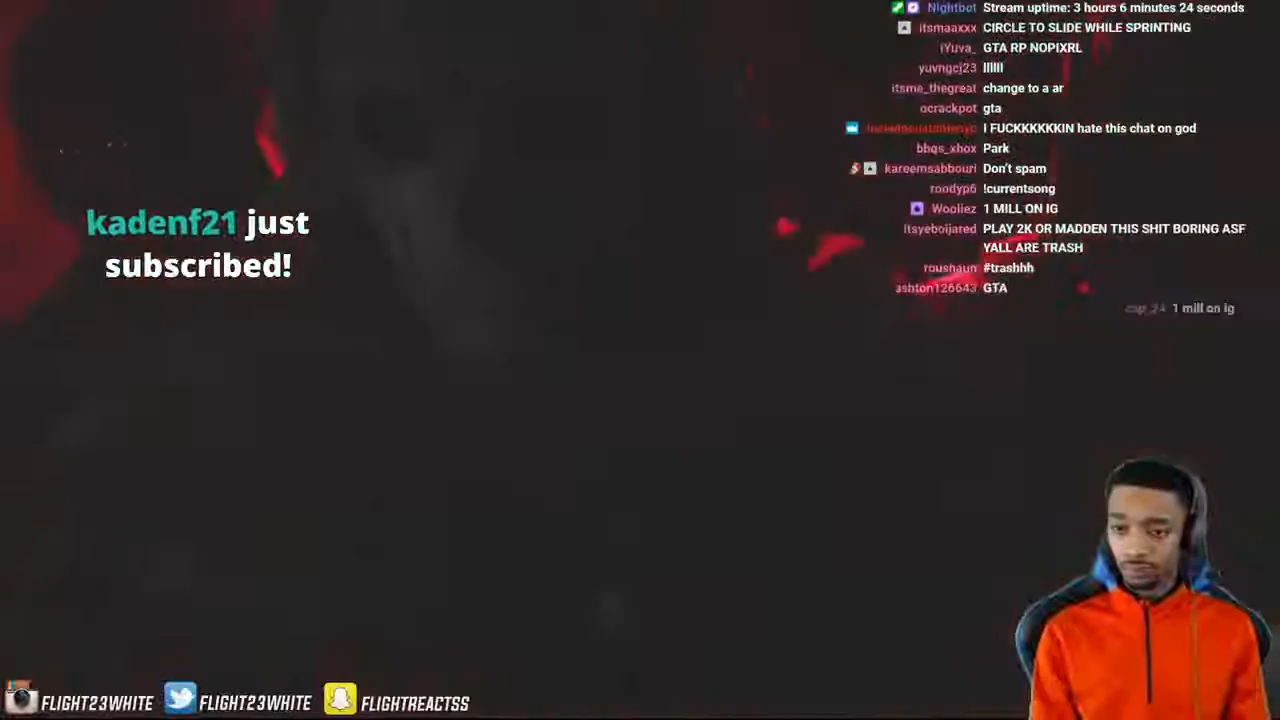 Nightbot Stream uptime: 3 hours 6 minutes 24 seconds
itsmaaxxx CIRCLE TO SLIDE WHILE SPRINTING
iYuva_ GTA RP NOPIXRL
yuvngcj23 llllll
itsme_thegreat change to a ar
ocrackpot gta
I FUCKKKKKKIN hate this chat on god
bbqs_xbox Park
kareemsabbouri Don't spam
roodyp6 !currentsong
Wooliez 1 MILL ON IG
itsyeboijared PLAY 2K OR MADDEN THIS SHIT BORING ASF
YALL ARE TRASH
roushaun #trashhh
ashton126643 GTA
cap_24 1 mill on ig
kadenf21 just
subscribed!
FLIGHT23WHITE FLIGHT23WHITE FLIGHTREACTSS